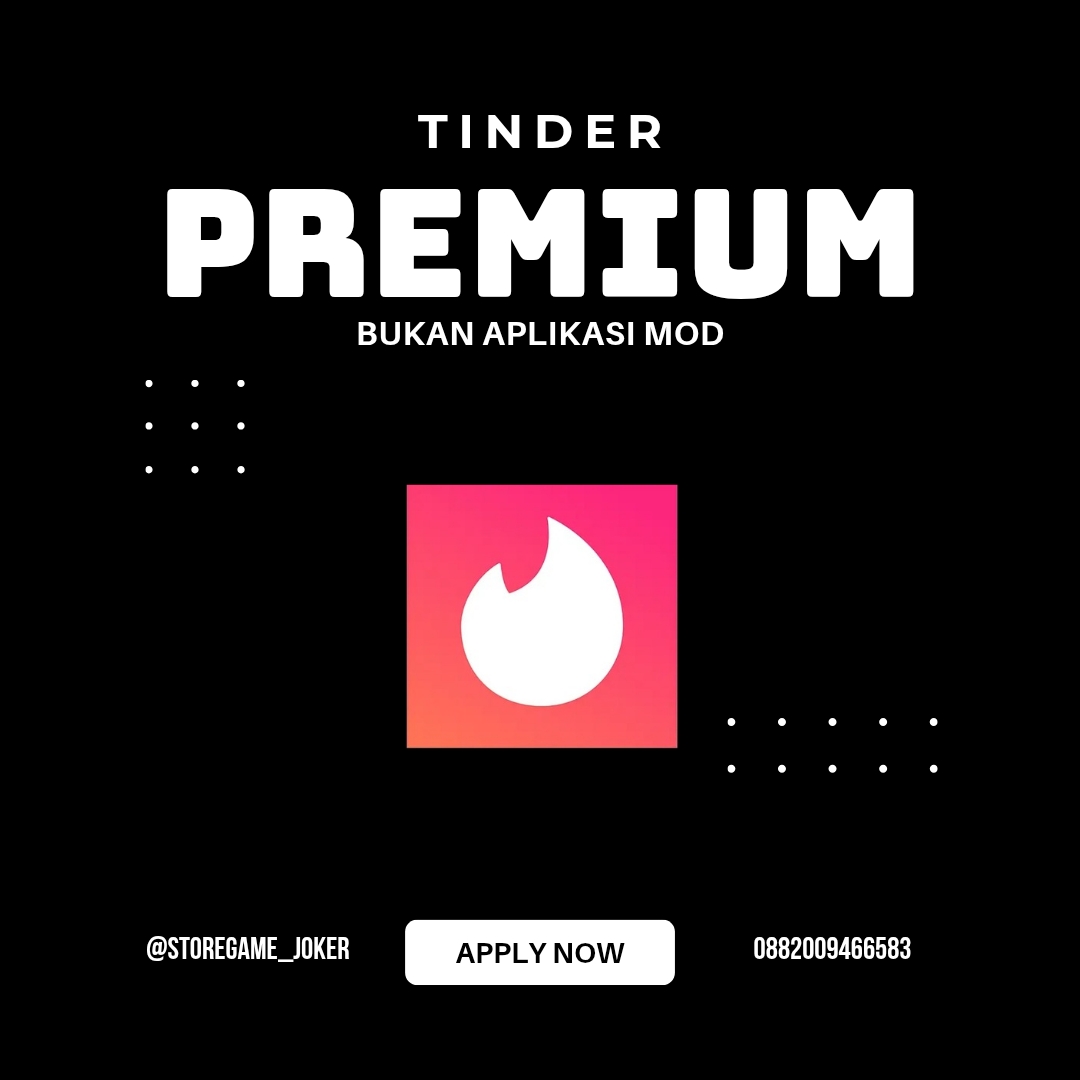 TINDER
PREMIUM
BUKAN APLIKASI MOD
@STOREGAME_JOKER
APPLY NOW
0882009466583